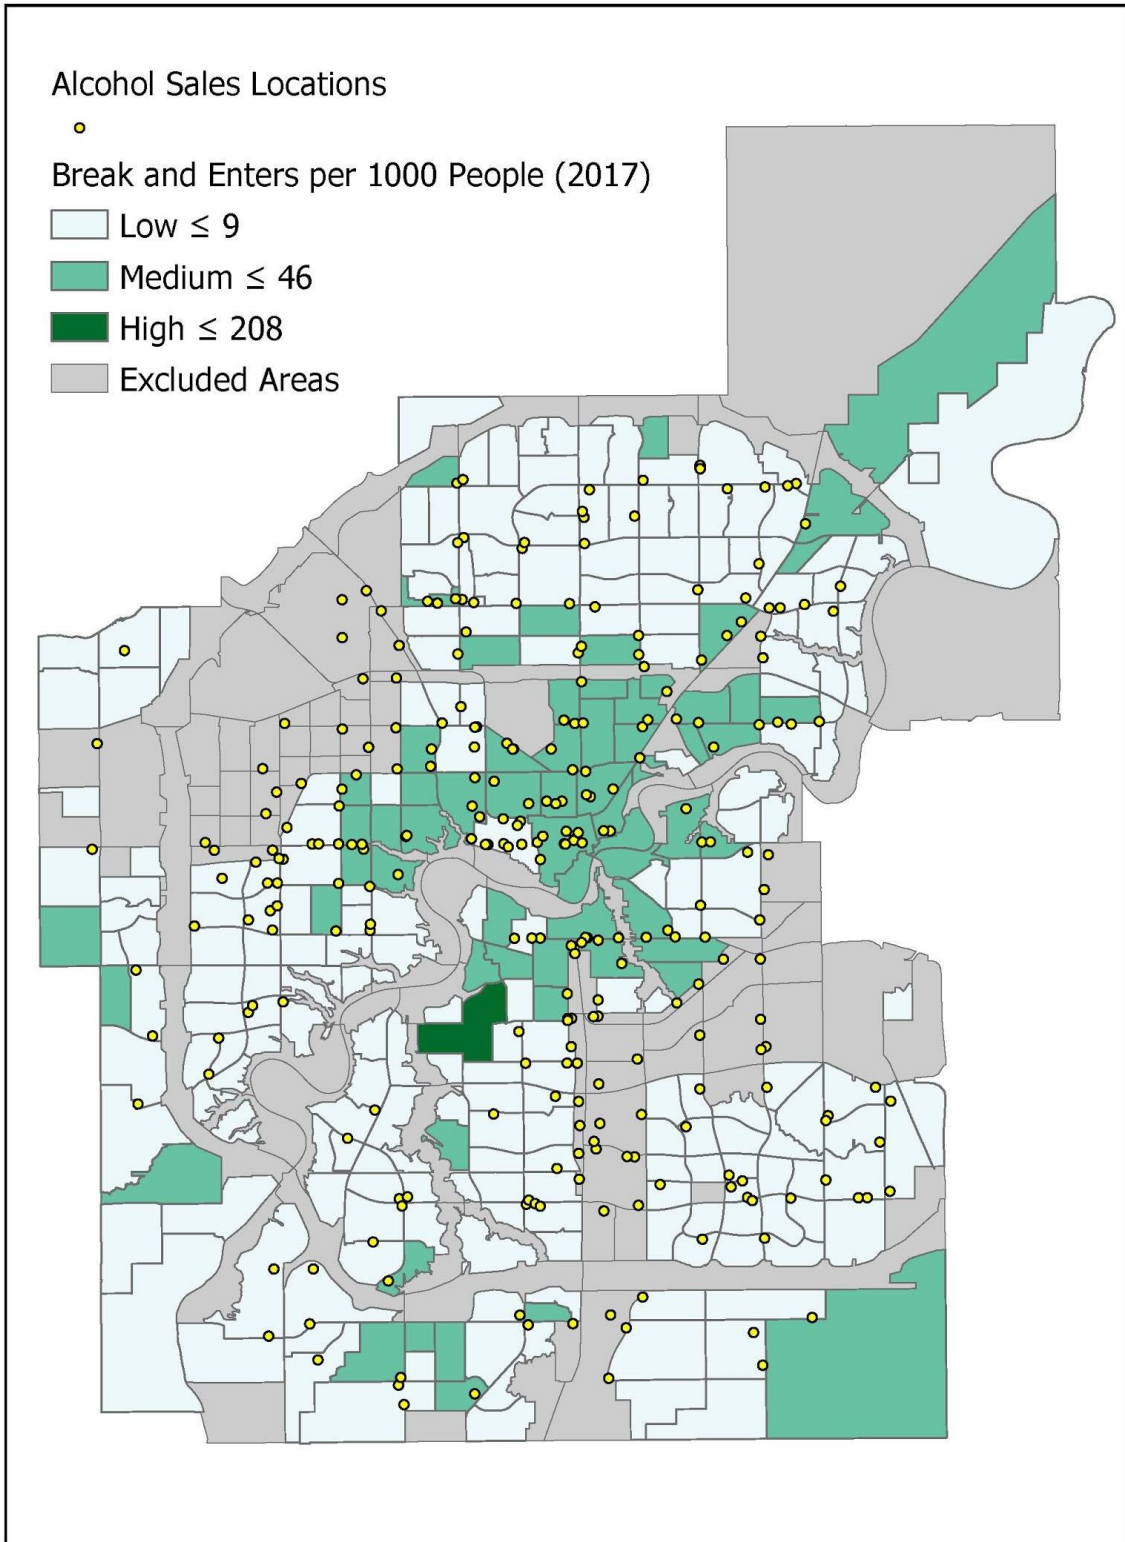 Alcohol Sales Locations
Break and Enters per 1000 People (2017)
Low ≤ 9
Medium ≤ 46
High ≤ 208
Excluded Areas